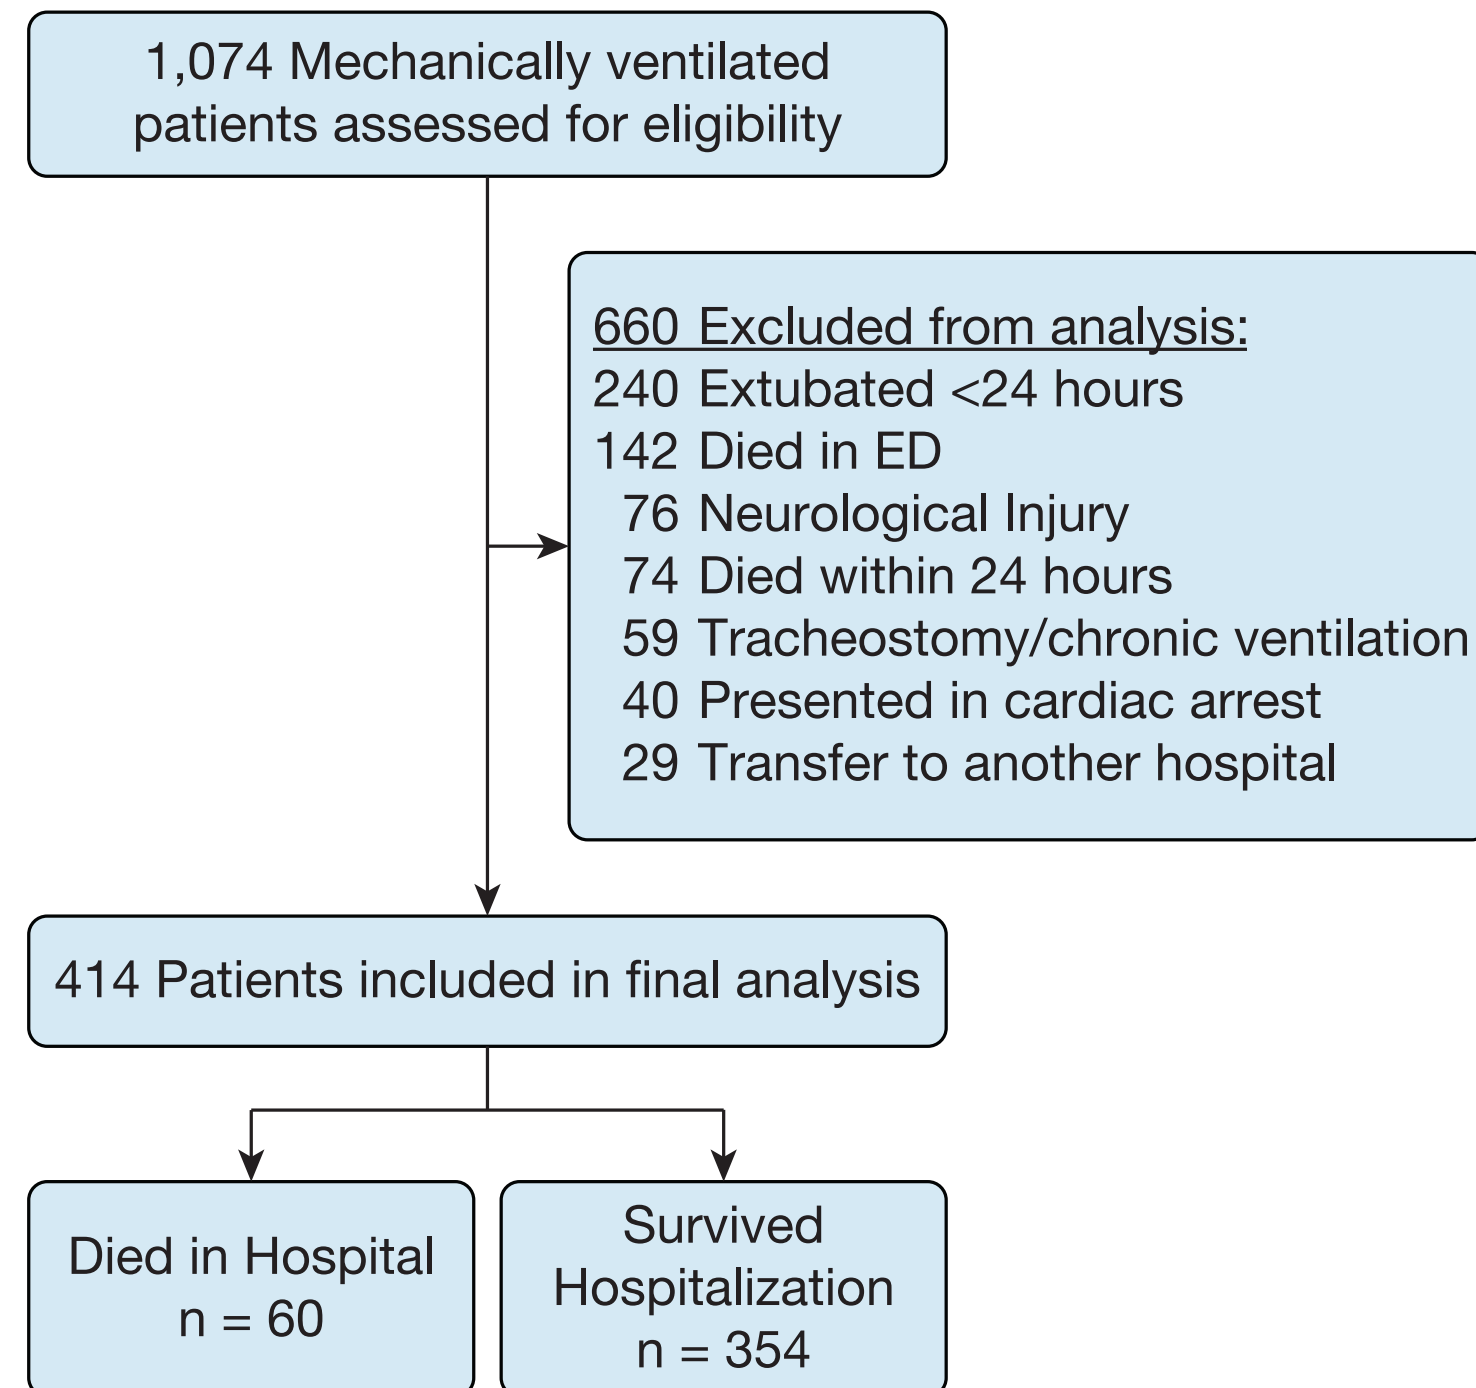 1,074 Mechanically ventilated
patients assessed for eligibility
660 Excluded from analysis:
240 Extubated <24 hours
142 Died in ED
76 Neurological Injury
74 Died within 24 hours
59 Tracheostomy/chronic ventilation
40 Presented in cardiac arrest
29 Transfer to another hospital
414 Patients included in final analysis
Died in Hospital
n = 60
Survived
Hospitalization
n = 354